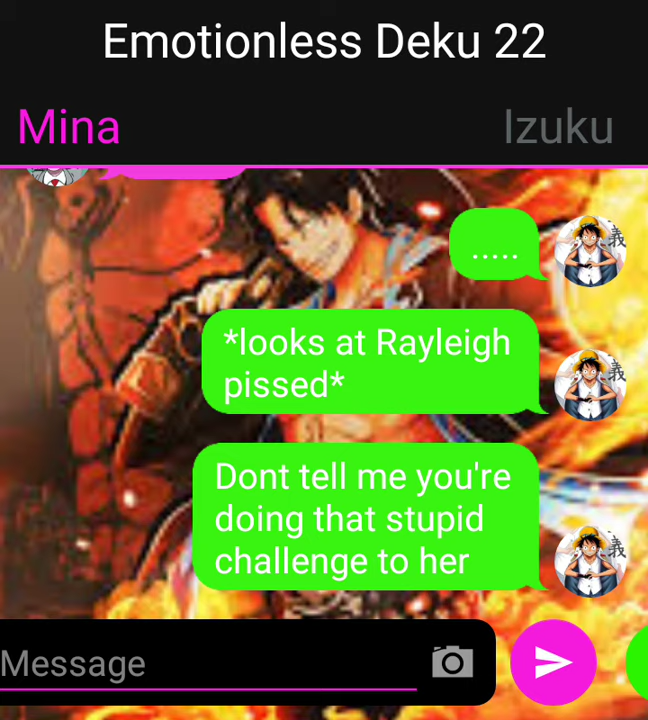 Emotionless Deku 22
Mina
Izuku
.....
*looks at Rayleigh
pissed*
Dont tell me you're
doing that stupid
challenge to her
Message